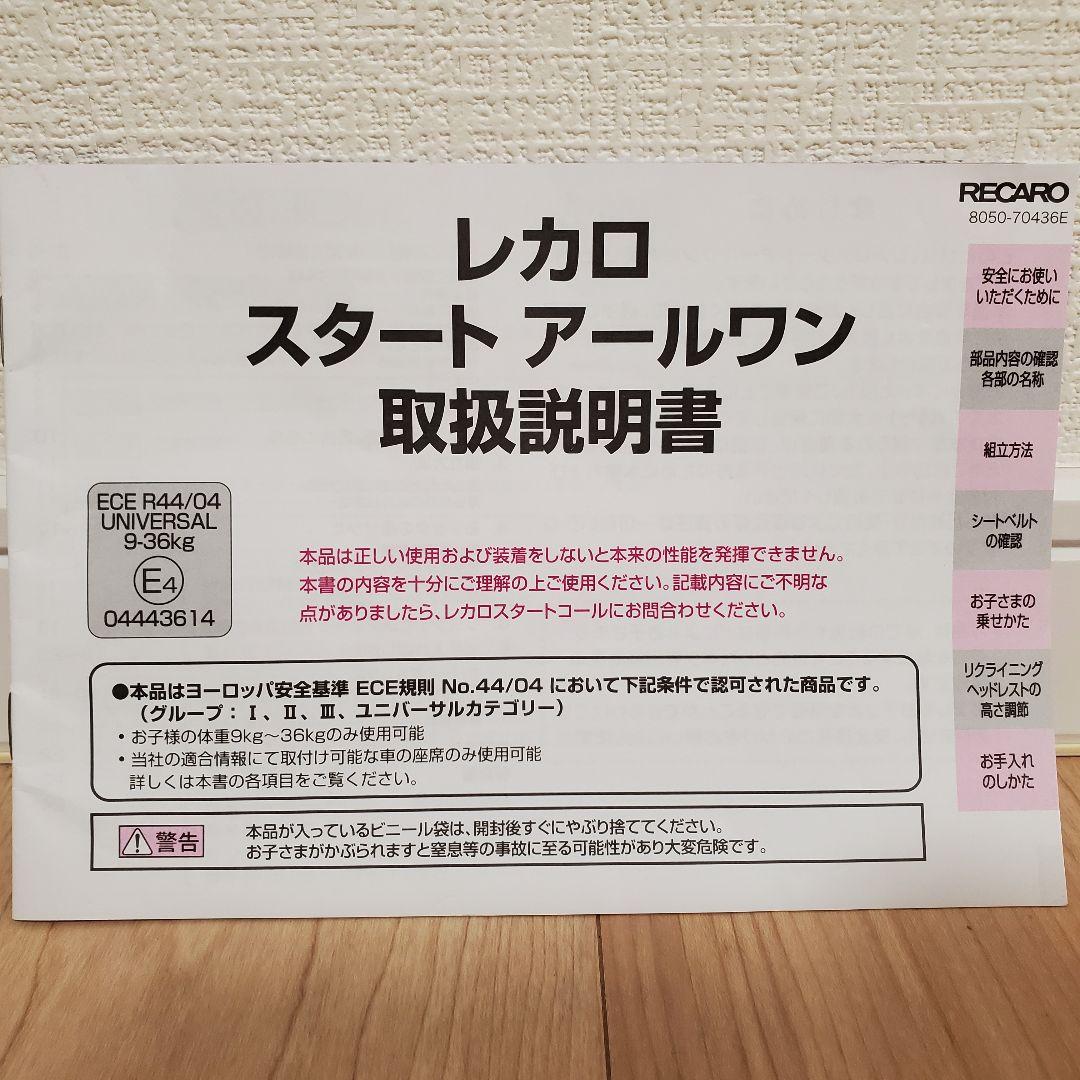 RECARO
8050-70436E
レカロ
スタート アールワン
取扱説明書
安全にお使い
いただくために
部品内容の確認
各部の名称
組立方法
シートベルト
の確認
お子さまの
乗せかた
リクライニング
ヘッドレストの
高さ調節
お手入れ
のしかた
ECE R44/04
UNIVERSAL
9-36kg
E4
04443614
本品は正しい使用および装着をしないと本来の性能を発揮できません。
本書の内容を十分にご理解の上ご使用ください。記載内容にご不明な
点がありましたら、レカロスタートコールにお問合わせください。
●本品はヨーロッパ安全基準 ECE規則 No.44/04 において下記条件で認可された商品です。
（グループ：Ⅰ、Ⅱ、Ⅲ、ユニバーサルカテゴリー）
・お子様の体重9kg～36kgのみ使用可能
・当社の適合情報にて取付け可能な車の座席のみ使用可能
詳しくは本書の各項目をご覧ください。
警告
本品が入っているビニール袋は、開封後すぐにやぶり捨ててください。
お子さまがかぶられますと窒息等の事故に至る可能性があり大変危険です。